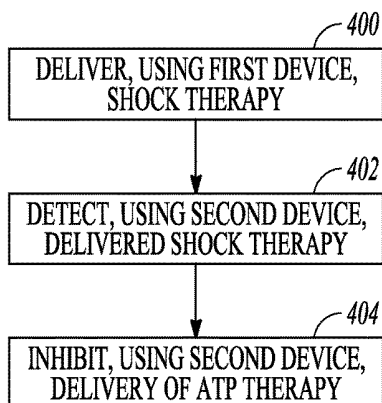 400
DELIVER, USING FIRST DEVICE,
SHOCK THERAPY
402
DETECT, USING SECOND DEVICE,
DELIVERED SHOCK THERAPY
404
INHIBIT, USING SECOND DEVICE,
DELIVERY OF ATP THERAPY